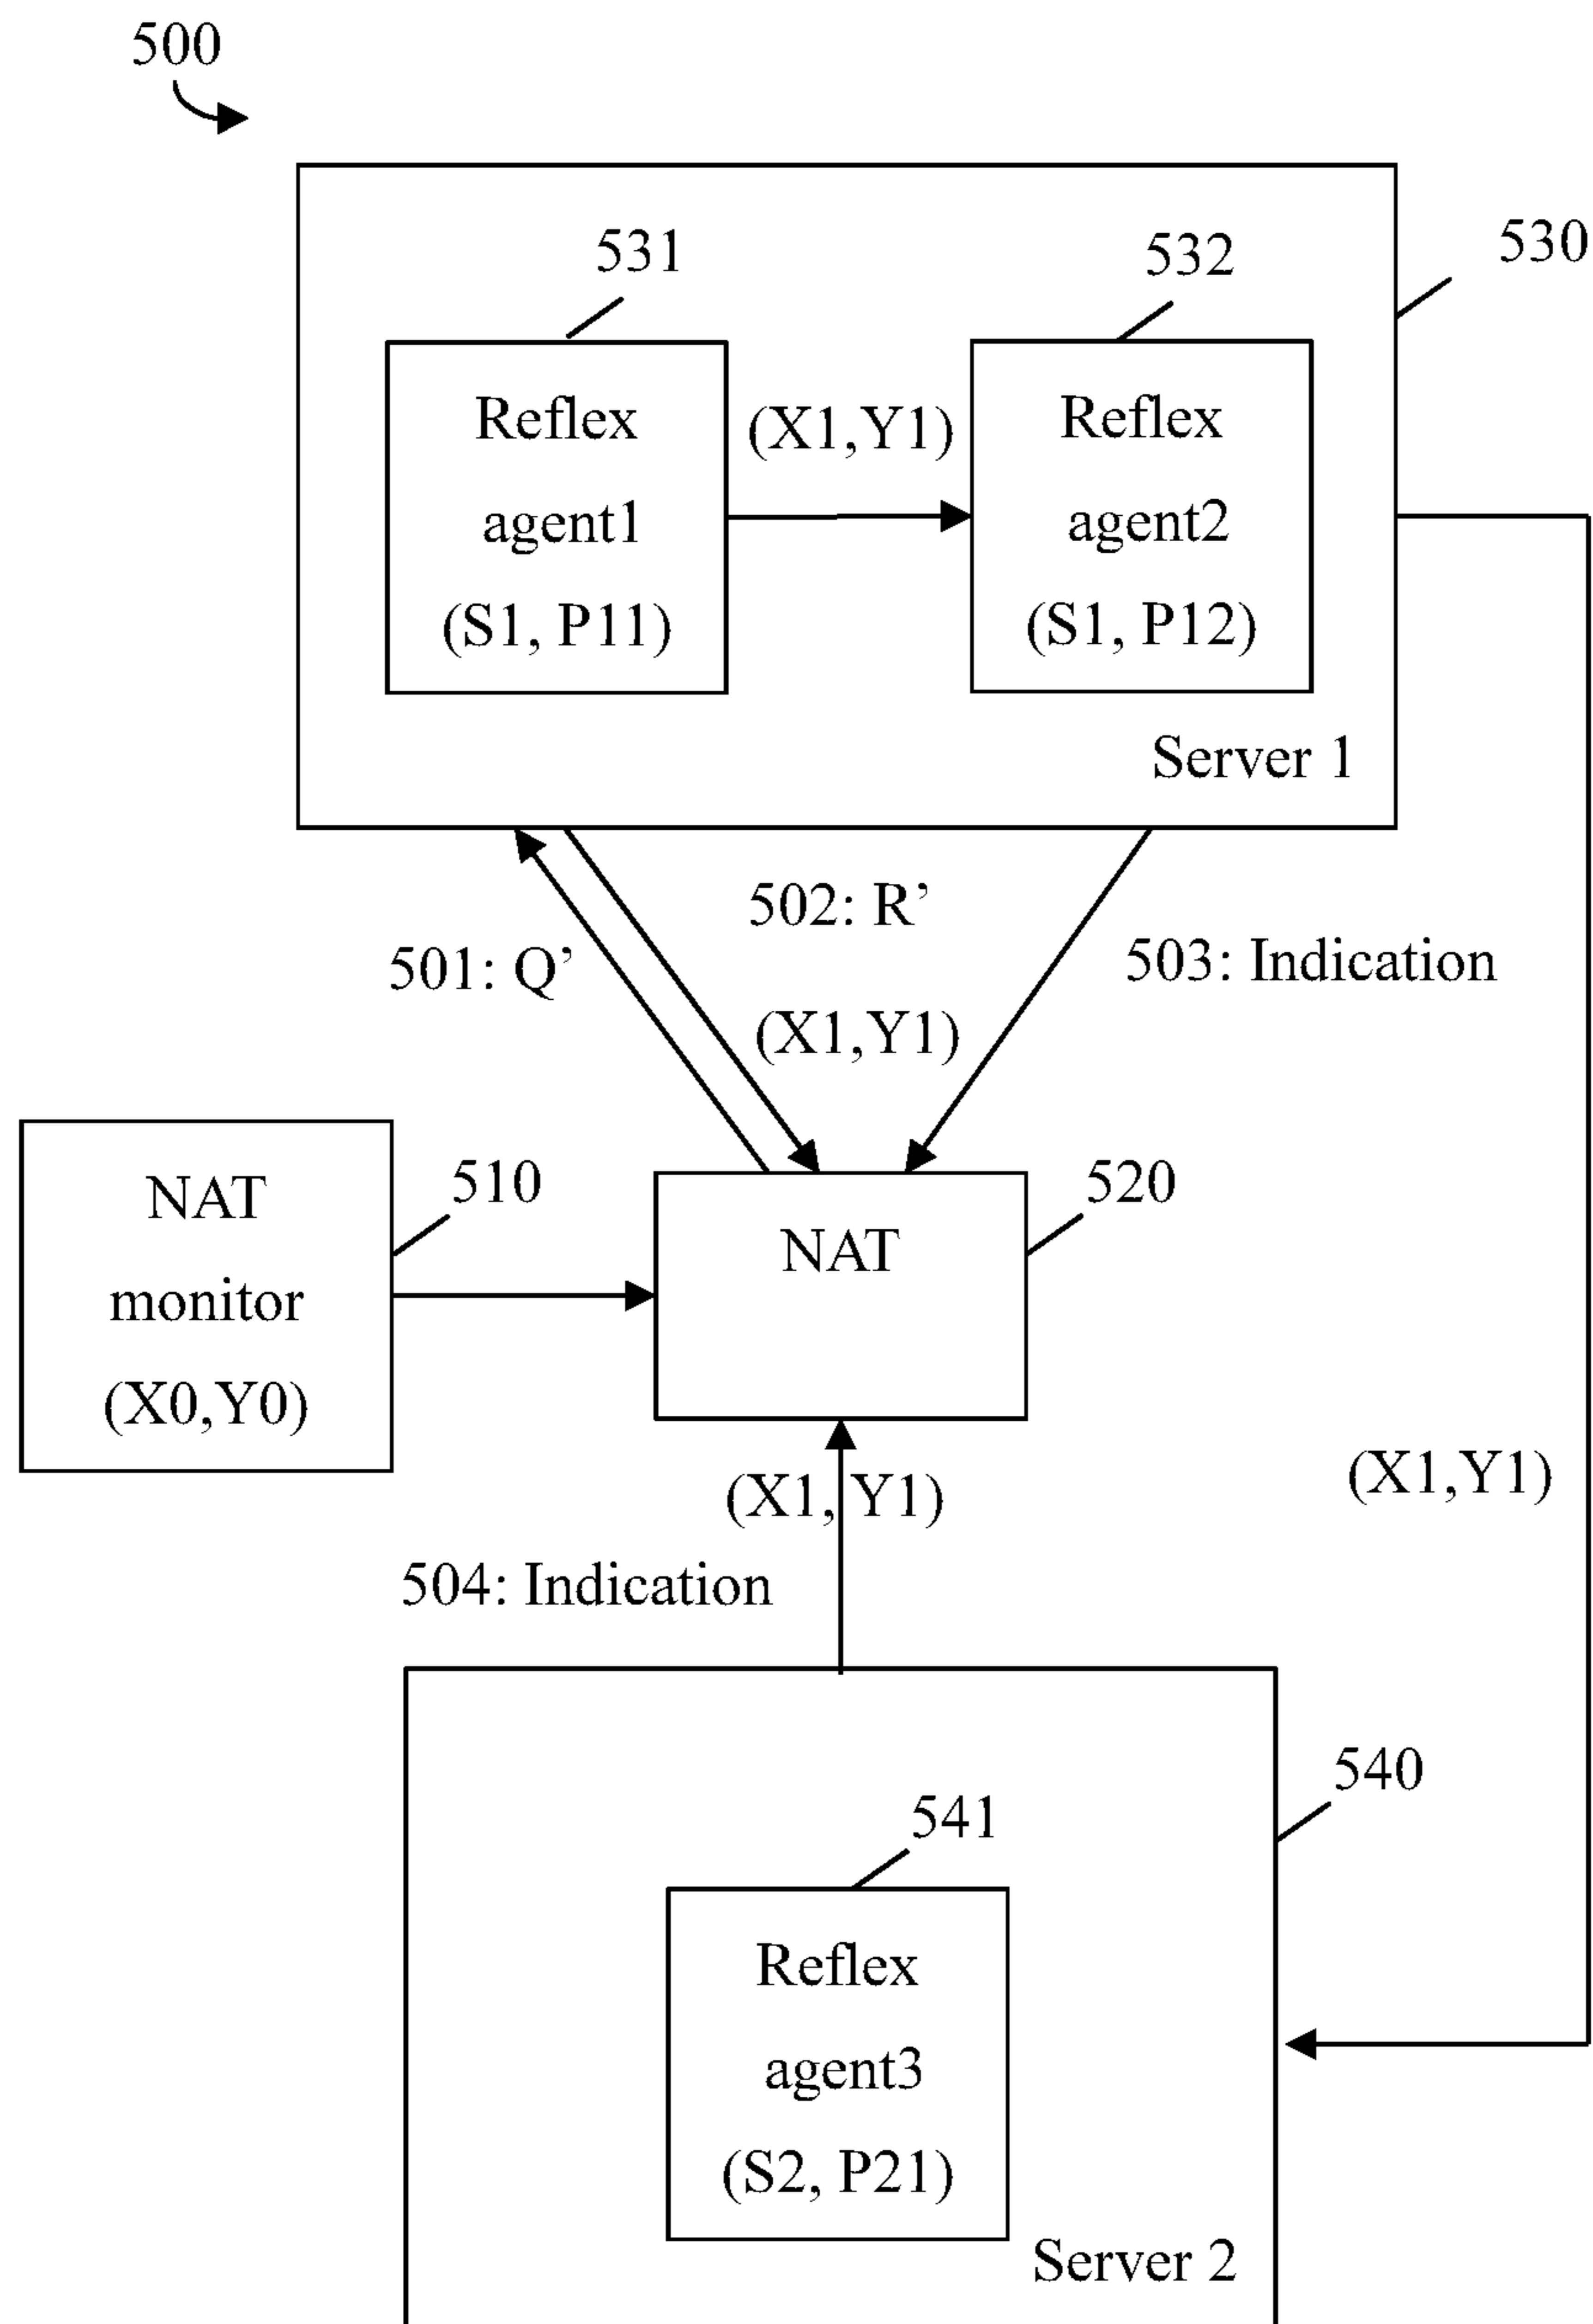 500
530
531
532
Reflex
agent1
(S1, P11)
(X1,Y1)
Reflex
agent2
(S1, P12)
Server 1
501: Q’
502: R’
(X1,Y1)
503: Indication
NAT
monitor
(X0,Y0)
510
NAT
520
(X1, Y1)
504: Indication
(X1,Y1)
540
541
Reflex
agent3
(S2, P21)
Server 2